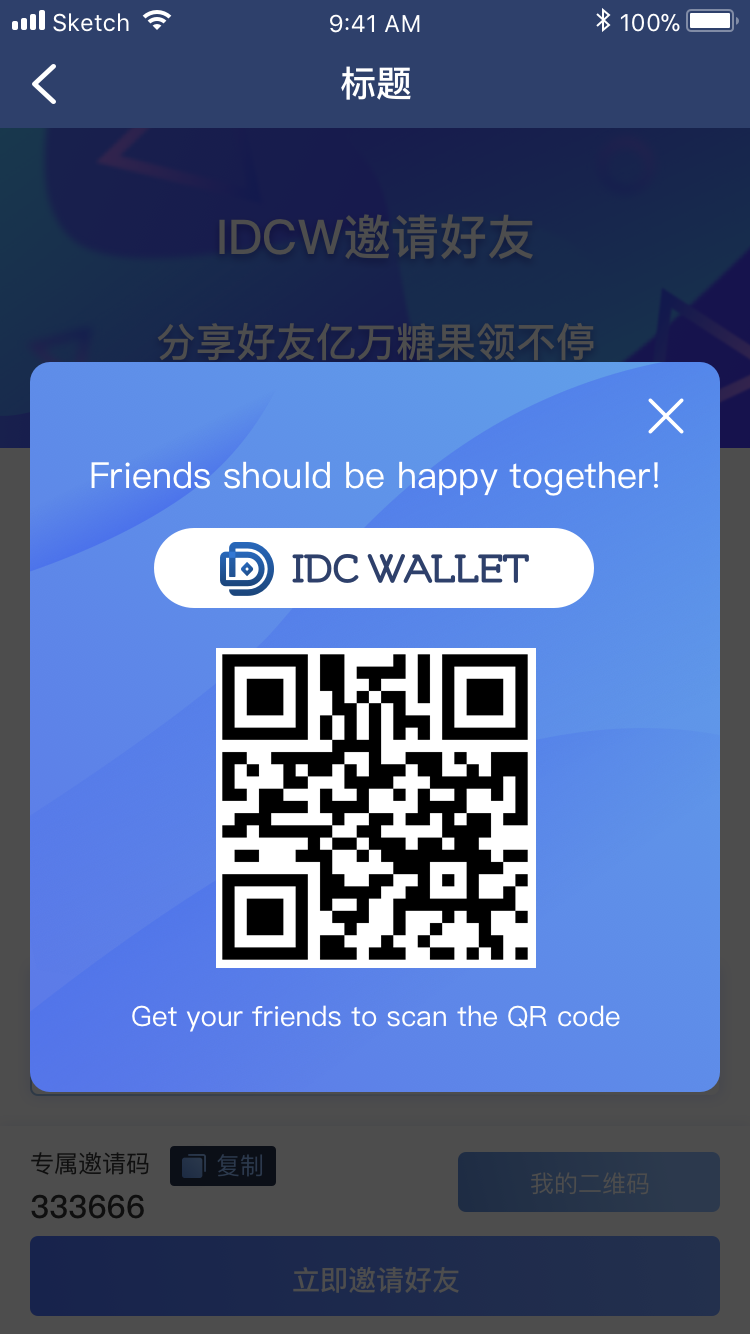 Sketch 9:41 AM 100%
标题
IDCW邀请好友
分享好友亿万糖果领不停
Friends should be happy together!
IDC WALLET
Get your friends to scan the QR code
专属邀请码 复制
333666
我的二维码
立即邀请好友